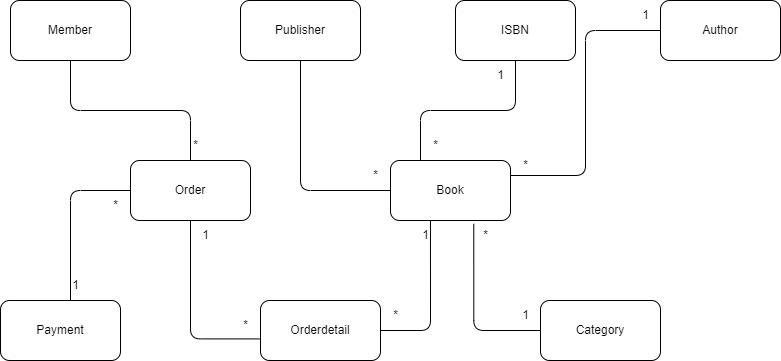 Member
Publisher
ISBN
1
Author
1
*
*
*
*
Order
Book
*
1
1
*
1
*
*
1
Payment
Orderdetail
Category